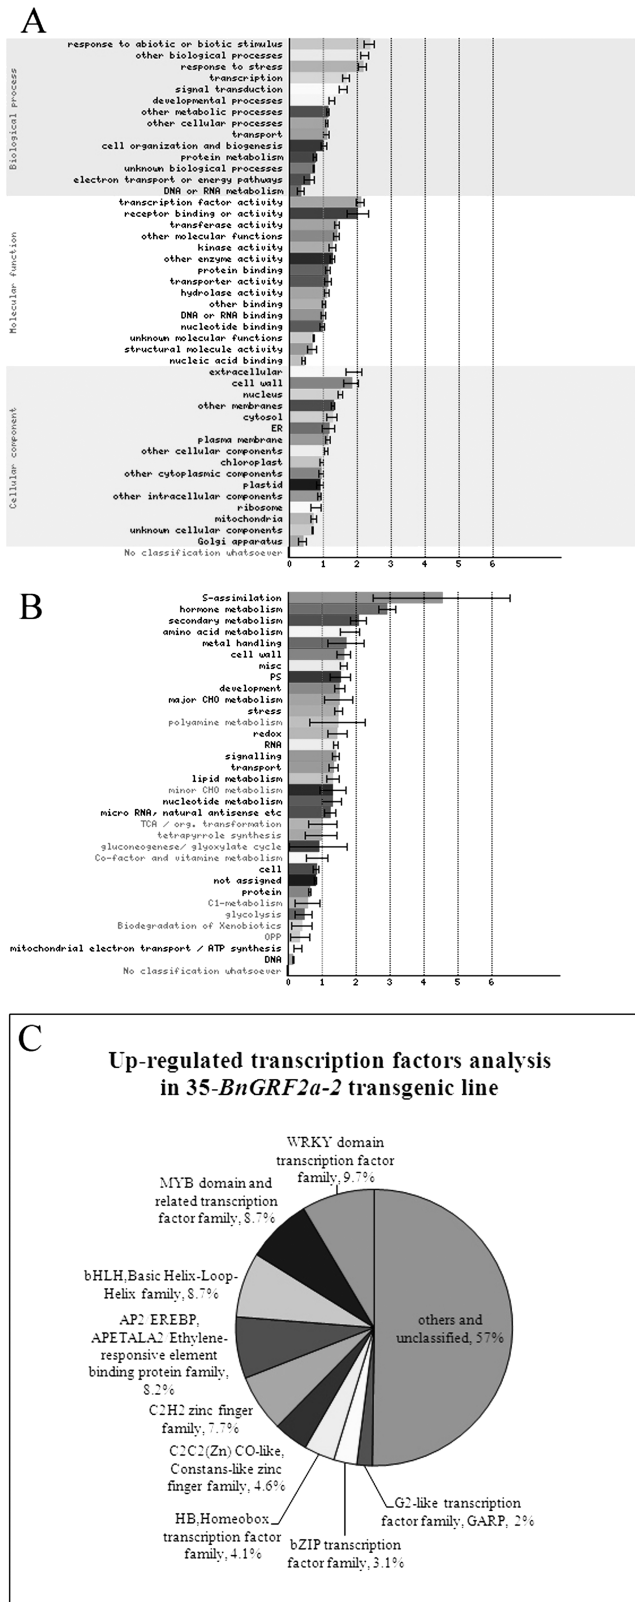 A
Biological process
response to abiotic or biotic stimulus
other biological processes
response to stress
transcription
signal transduction
developmental processes
other metabolic processes
other cellular processes
transport
cell organization and biogenesis
protein metabolism
unknown biological processes
electron transport or energy pathways
DNA or RNA metabolism
Molecular function
transcription factor activity
receptor binding or activity
transferase activity
other molecular functions
kinase activity
other enzyme activity
protein binding
transporter activity
hydrolase activity
other binding
DNA or RNA binding
nucleotide binding
unknown molecular functions
structural molecule activity
nucleic acid binding
Cellular component
extracellular
cell wall
nucleus
other membranes
cytosol
ER
plasma membrane
other cellular components
chloroplast
other cytoplasmic components
plastid
other intracellular components
ribosome
mitochondria
unknown cellular components
Golgi apparatus
No classification whatsoever
0 1 2 3 4 5 6
B
S-assimilation
hormone metabolism
secondary metabolism
amino acid metabolism
metal handling
cell wall
misc
PS
development
major CHO metabolism
stress
polyamine metabolism
redox
RNA
signalling
transport
lipid metabolism
minor CHO metabolism
nucleotide metabolism
micro RNA, natural antisense etc
TCA / org. transformation
tetrapyrrole synthesis
gluconeogenese/ glyoxylate cycle
Co-factor and vitamine metabolism
cell
not assigned
protein
C1-metabolism
glycolysis
Biodegradation of Xenobiotics
OPP
mitochondrial electron transport / ATP synthesis
DNA
No classification whatsoever
0 1 2 3 4 5 6
C
Up-regulated transcription factors analysis
in 35-BnGRF2a-2 transgenic line
WRKY domain
transcription factor
family, 9.7%
MYB domain and
related transcription
factor family, 8.7%
bHLH,Basic Helix-Loop-
Helix family, 8.7%
AP2 EREBP,
APETALA2 Ethylene-
responsive element
binding protein family,
8.2%
C2H2 zinc finger
family, 7.7%
C2C2(Zn) CO-like,
Constans-like zinc
finger family, 4.6%
HB,Homeobox
transcription factor
family, 4.1%
bZIP transcription
factor family, 3.1%
G2-like transcription
factor family, GARP, 2%
others and
unclassified, 57%